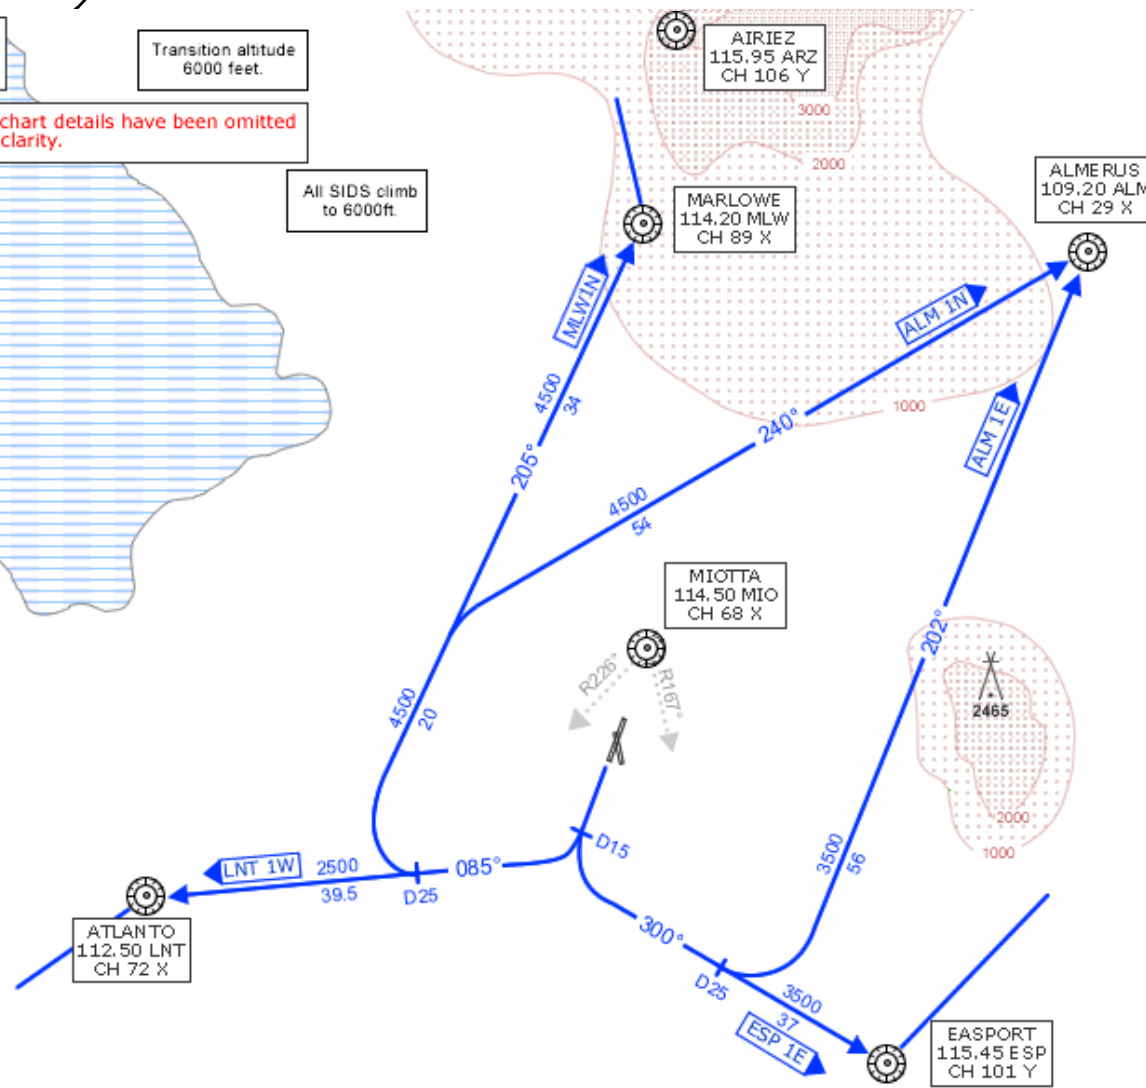 Transition altitude
6000 feet.
chart details have been omitted
clarity.
All SIDS climb
to 6000ft.
AIRIEZ
115.95 ARZ
CH 106 Y
3000
2000
ALMERUS
109.20 ALM
CH 29 X
MARLOWE
114.20 MLW
CH 89 X
MLW1N
ALM 1N
4500
34
1000
240°
ALM 1E
205°
4500
54
MIOTTA
114.50 MIO
CH 68 X
202°
R226°
R167°
2465
4500
20
2000
1000
D15
3500
56
LNT 1W
2500
39.5
085°
D25
300°
ATLANTO
112.50 LNT
CH 72 X
D25
3500
37
ESP 1E
EASPORT
115.45 ESP
CH 101 Y